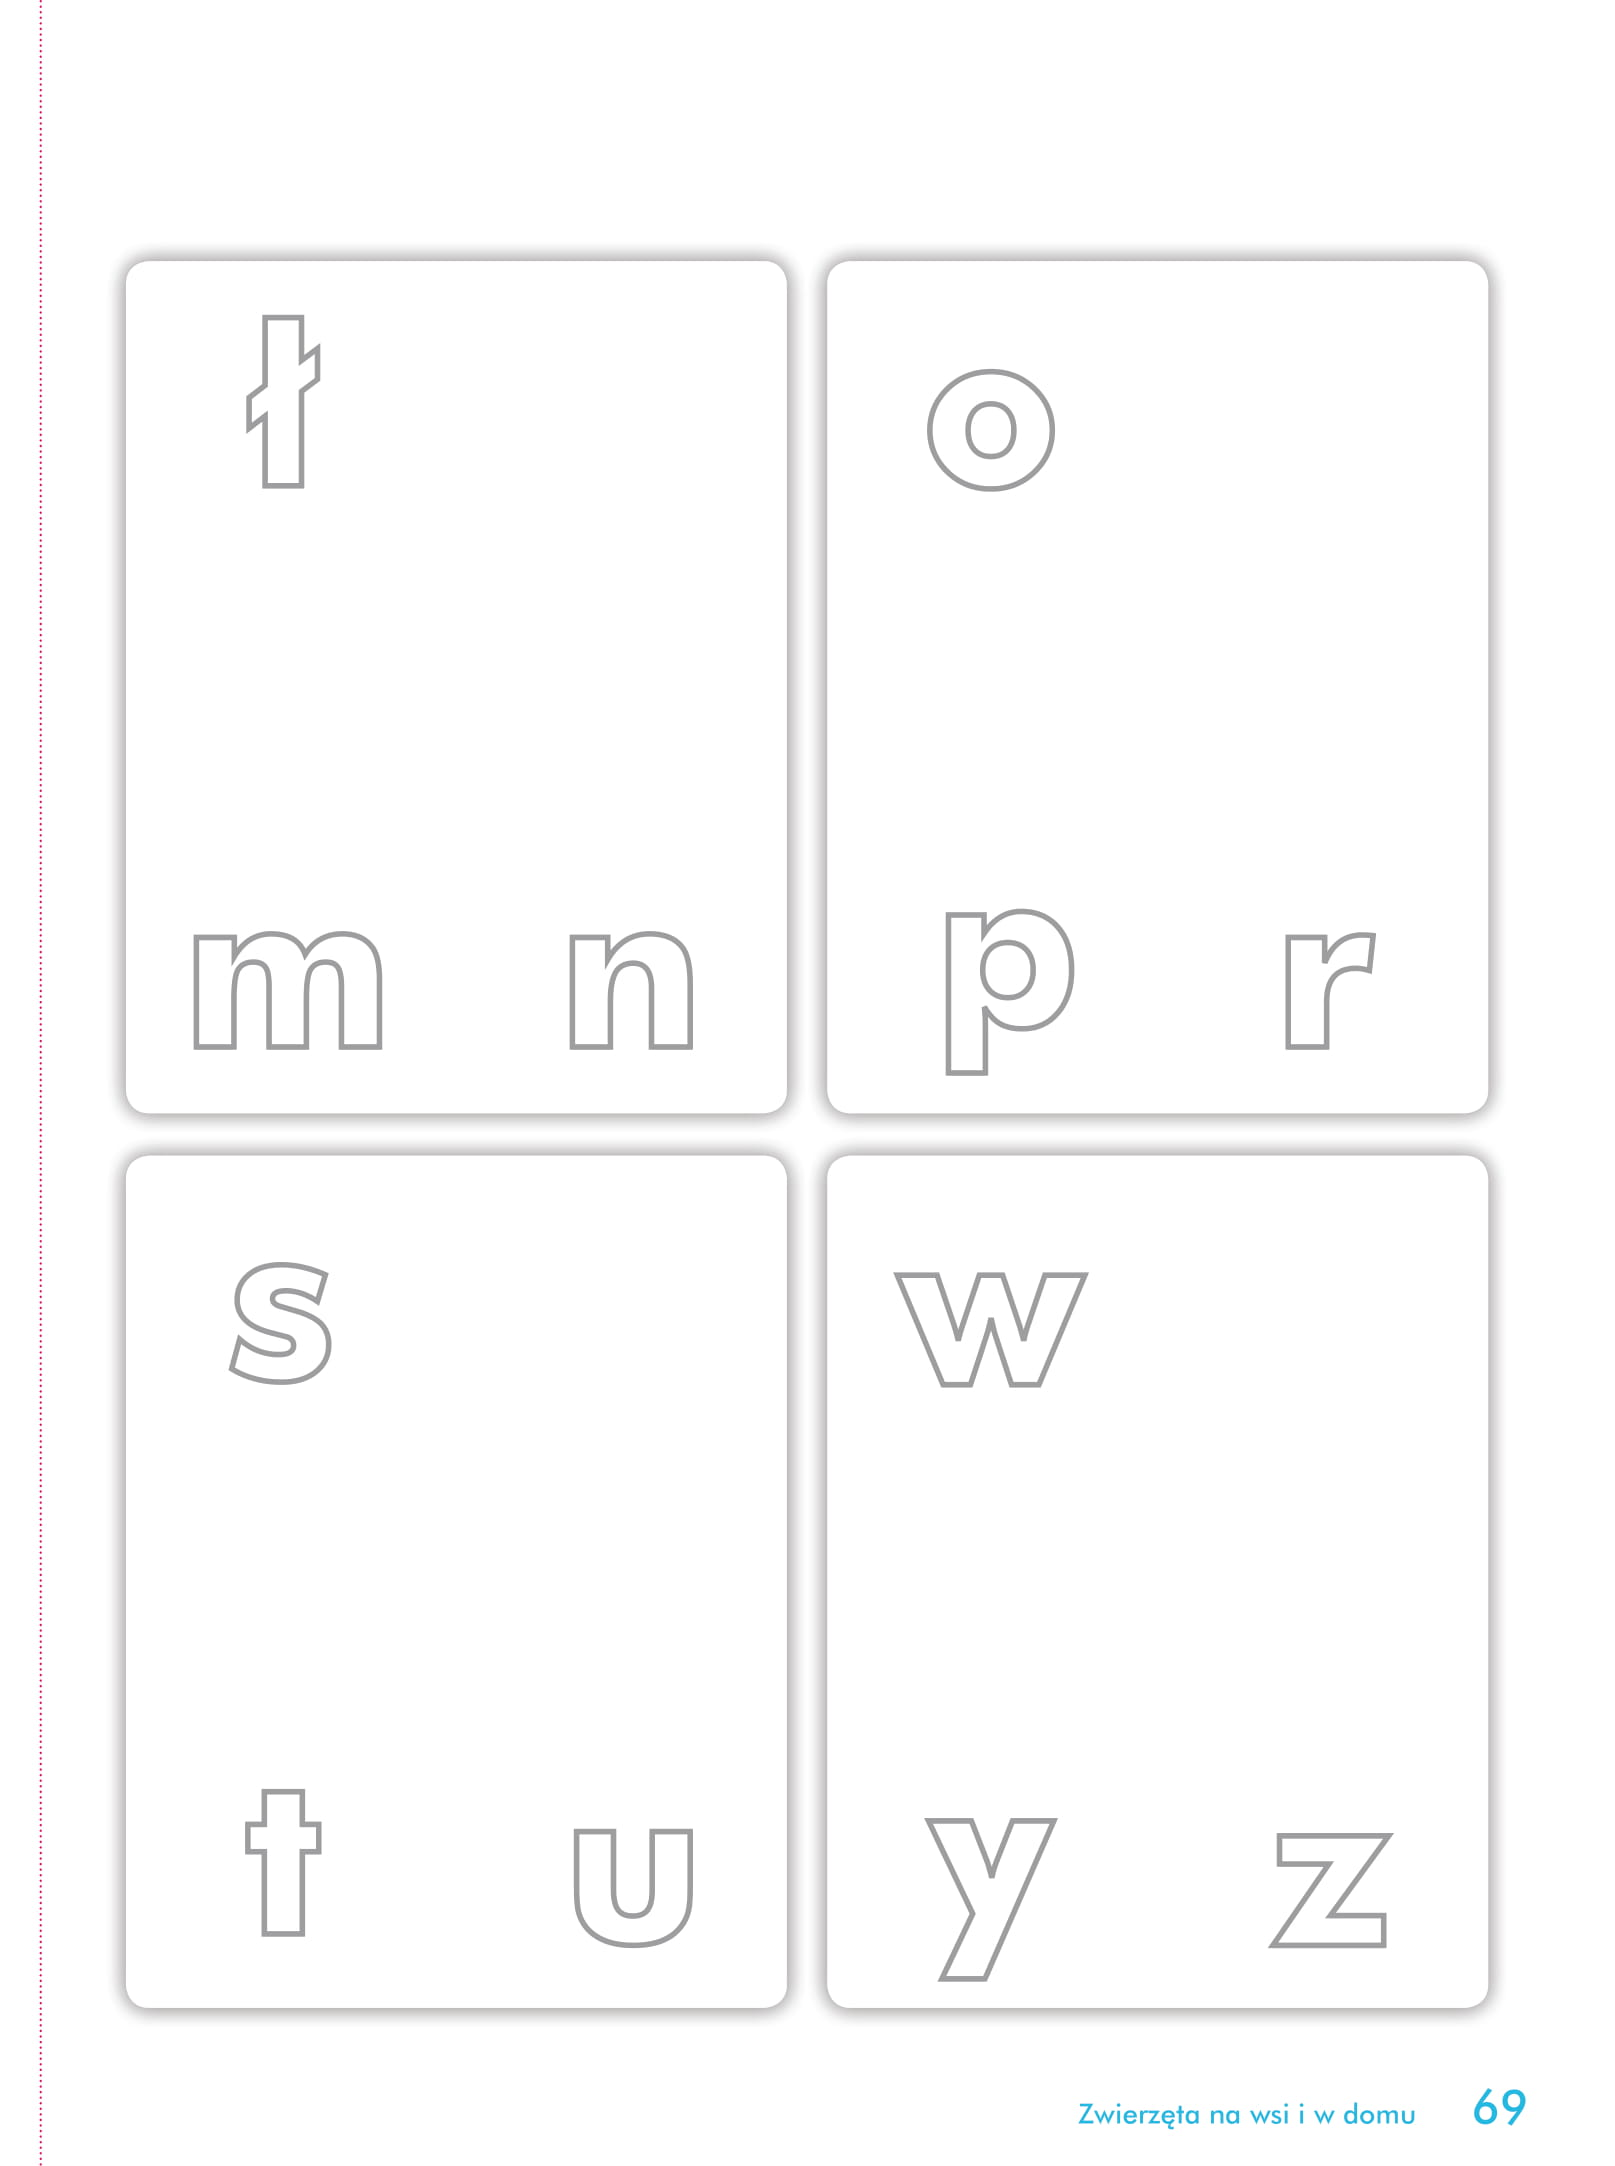 ł
m n
o
p r
s
t u
w
y z
Zwierzęta na wsi i w domu 69